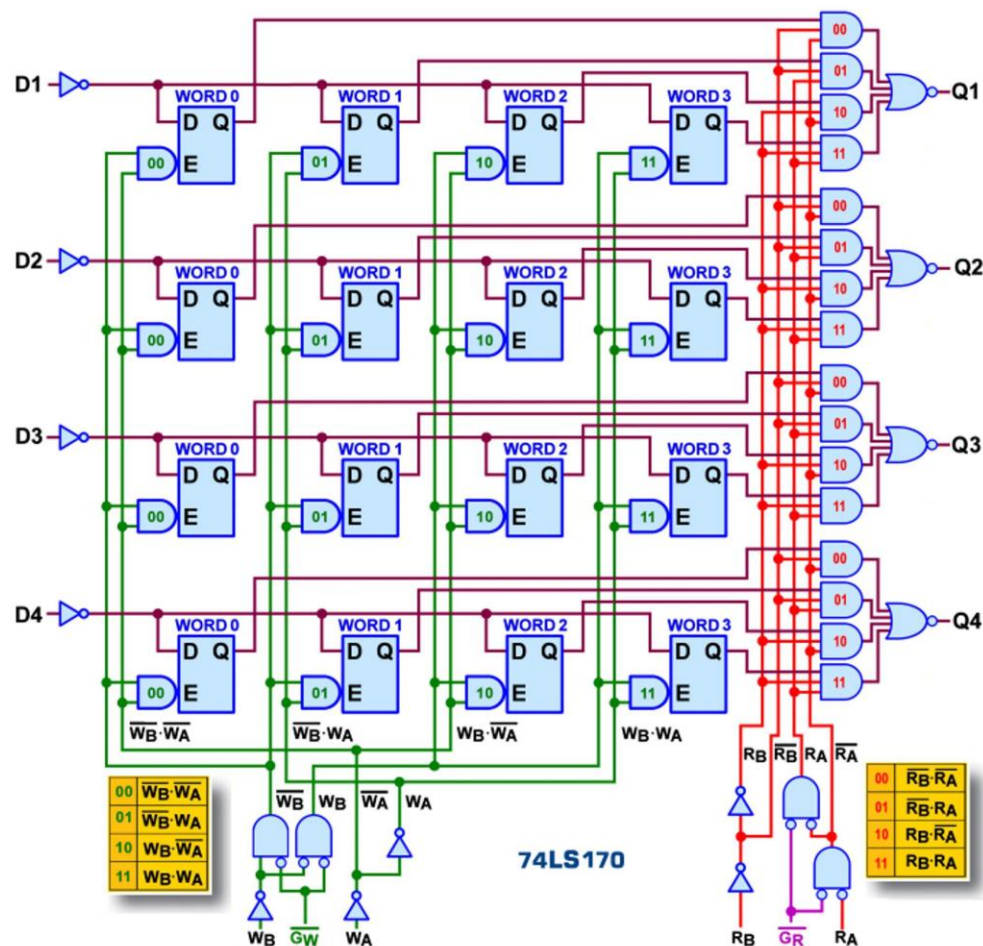 00
D1
WORD 0 WORD 1 WORD 2 WORD 3
01
Q1
D Q D Q D Q D Q
10
00 E 01 E 10 E 11 E
11
00
D2
WORD 0 WORD 1 WORD 2 WORD 3
01
Q2
D Q D Q D Q D Q
10
00 E 01 E 10 E 11 E
11
00
D3
WORD 0 WORD 1 WORD 2 WORD 3
01
Q3
D Q D Q D Q D Q
10
00 E 01 E 10 E 11 E
11
00
D4
WORD 0 WORD 1 WORD 2 WORD 3
01
Q4
D Q D Q D Q D Q
10
00 E 01 E 10 E 11 E
11
W̅B̅·W̅A̅ W̅B̅·WA WB·W̅A̅ WB·WA
RB R̅B̅ RA R̅A̅
W̅B̅ WB W̅A̅ WA
00 W̅B̅·W̅A̅
01 W̅B̅·WA
10 WB·W̅A̅
11 WB·WA
74LS170
00 R̅B̅·R̅A̅
01 R̅B̅·RA
10 RB·R̅A̅
11 RB·RA
WB G̅W̅ WA RB G̅R̅ RA